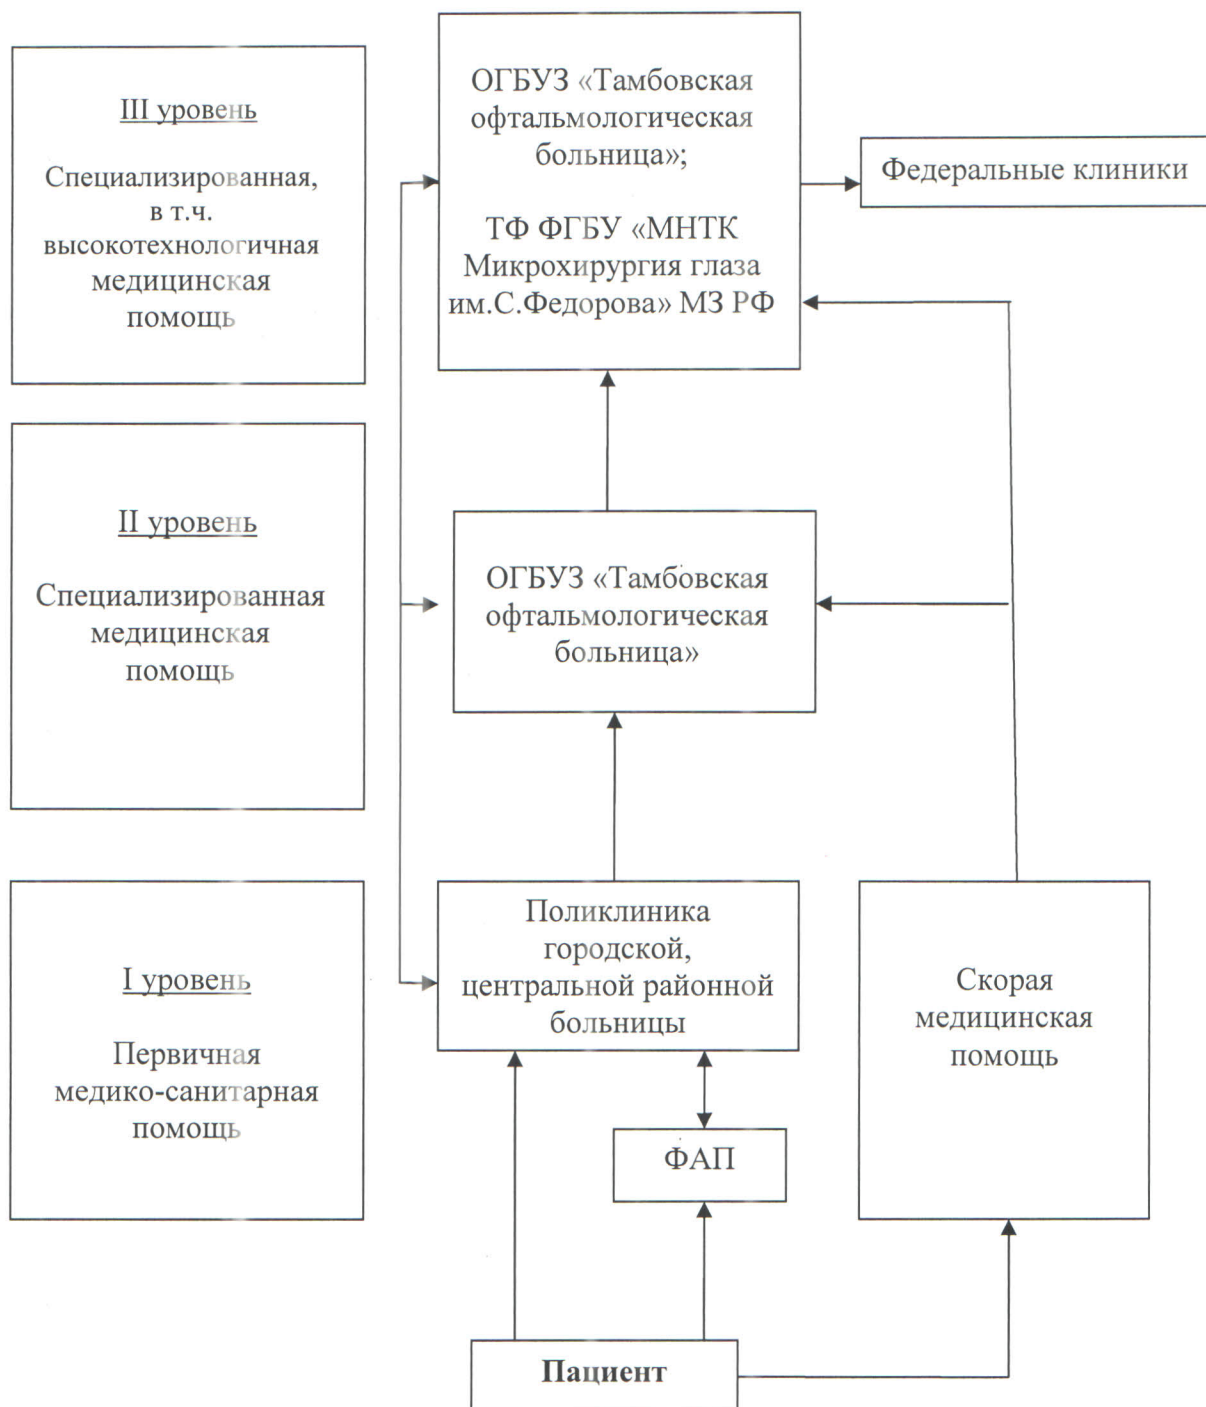 III уровень
Специализированная,
в т.ч.
высокотехнологичная
медицинская
помощь
ОГБУЗ «Тамбовская
офтальмологическая
больница»;
ТФ ФГБУ «МНТК
Микрохирургия глаза
им.С.Федорова» МЗ РФ
Федеральные клиники
II уровень
Специализированная
медицинская
помощь
ОГБУЗ «Тамбовская
офтальмологическая
больница»
I уровень
Первичная
медико-санитарная
помощь
Поликлиника
городской,
центральной районной
больницы
ФАП
Скорая
медицинская
помощь
Пациент